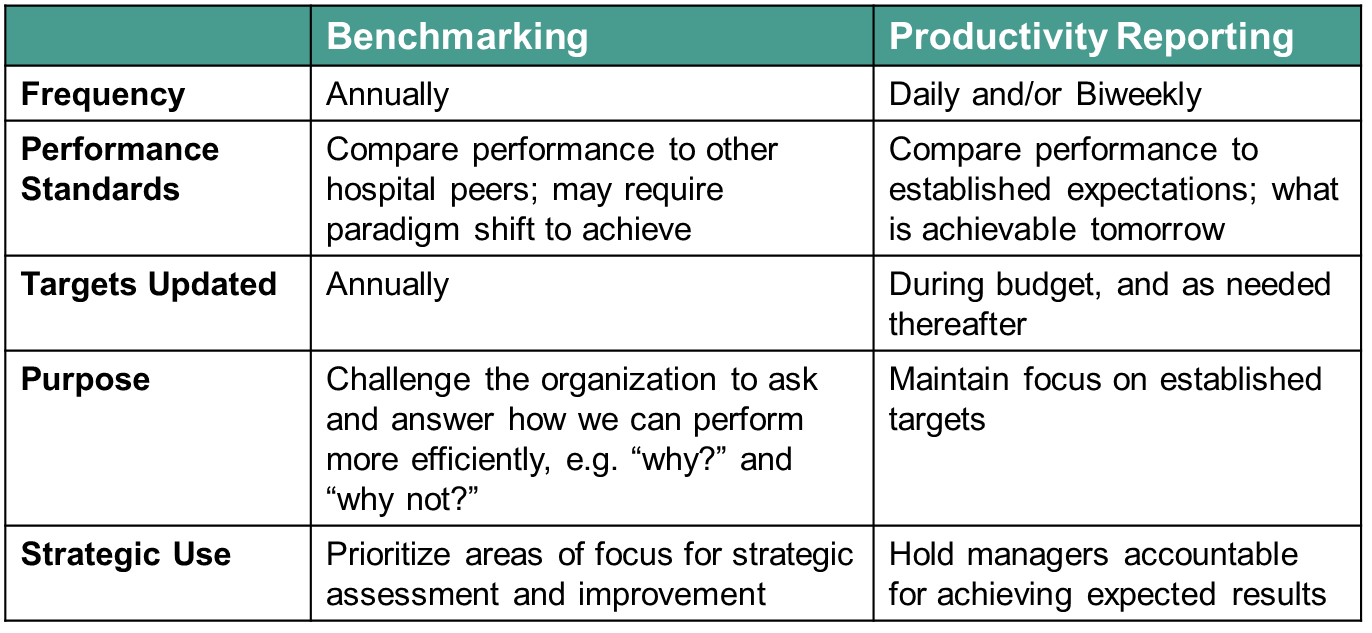 Benchmarking
Productivity Reporting
Frequency
Annually
Daily and/or Biweekly
Performance
Standards
Compare performance to other
hospital peers; may require
paradigm shift to achieve
Compare performance to
established expectations; what
is achievable tomorrow
Targets Updated
Annually
During budget, and as needed
thereafter
Purpose
Challenge the organization to ask
and answer how we can perform
more efficiently, e.g. “why?” and
“why not?”
Maintain focus on established
targets
Strategic Use
Prioritize areas of focus for strategic
assessment and improvement
Hold managers accountable
for achieving expected results